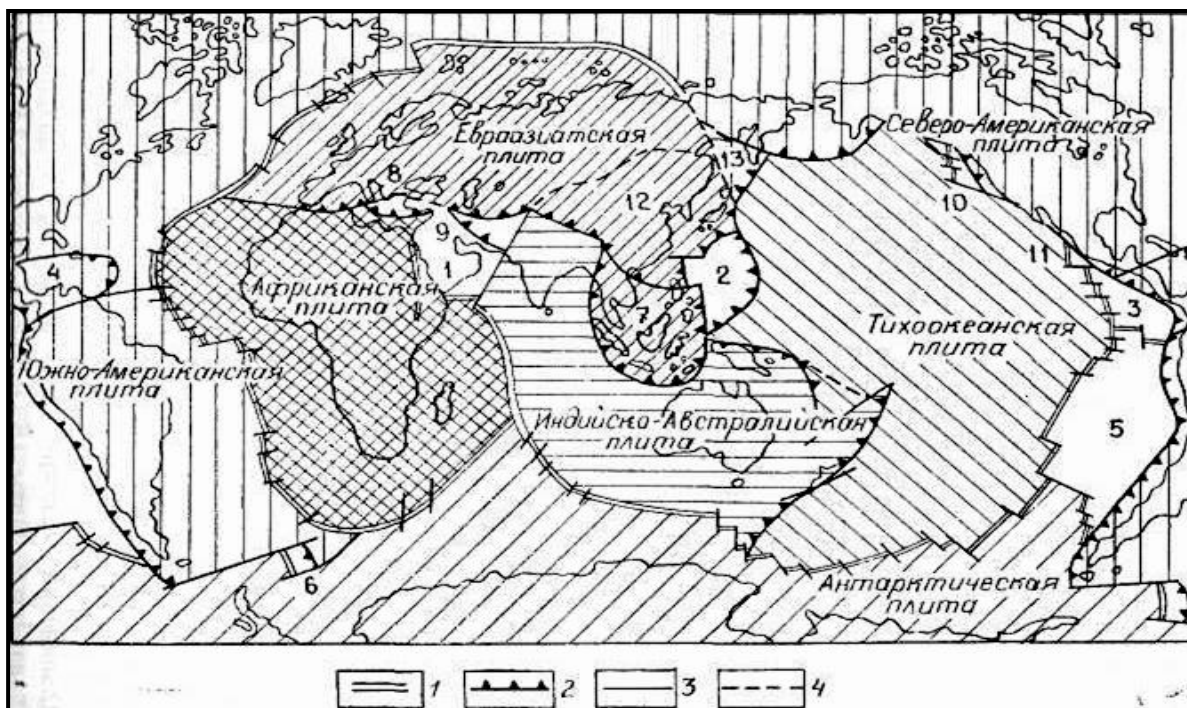 Евразиатская
плита
Северо-Американская
плита
13
8
12
10
9
11
4
1
2
3
Африканская
плита
7
Тихоокеанская
плита
Южно-Американская
плита
Индийско-Австралийская
плита
5
6
Антарктическая
плита
1 2 3 4